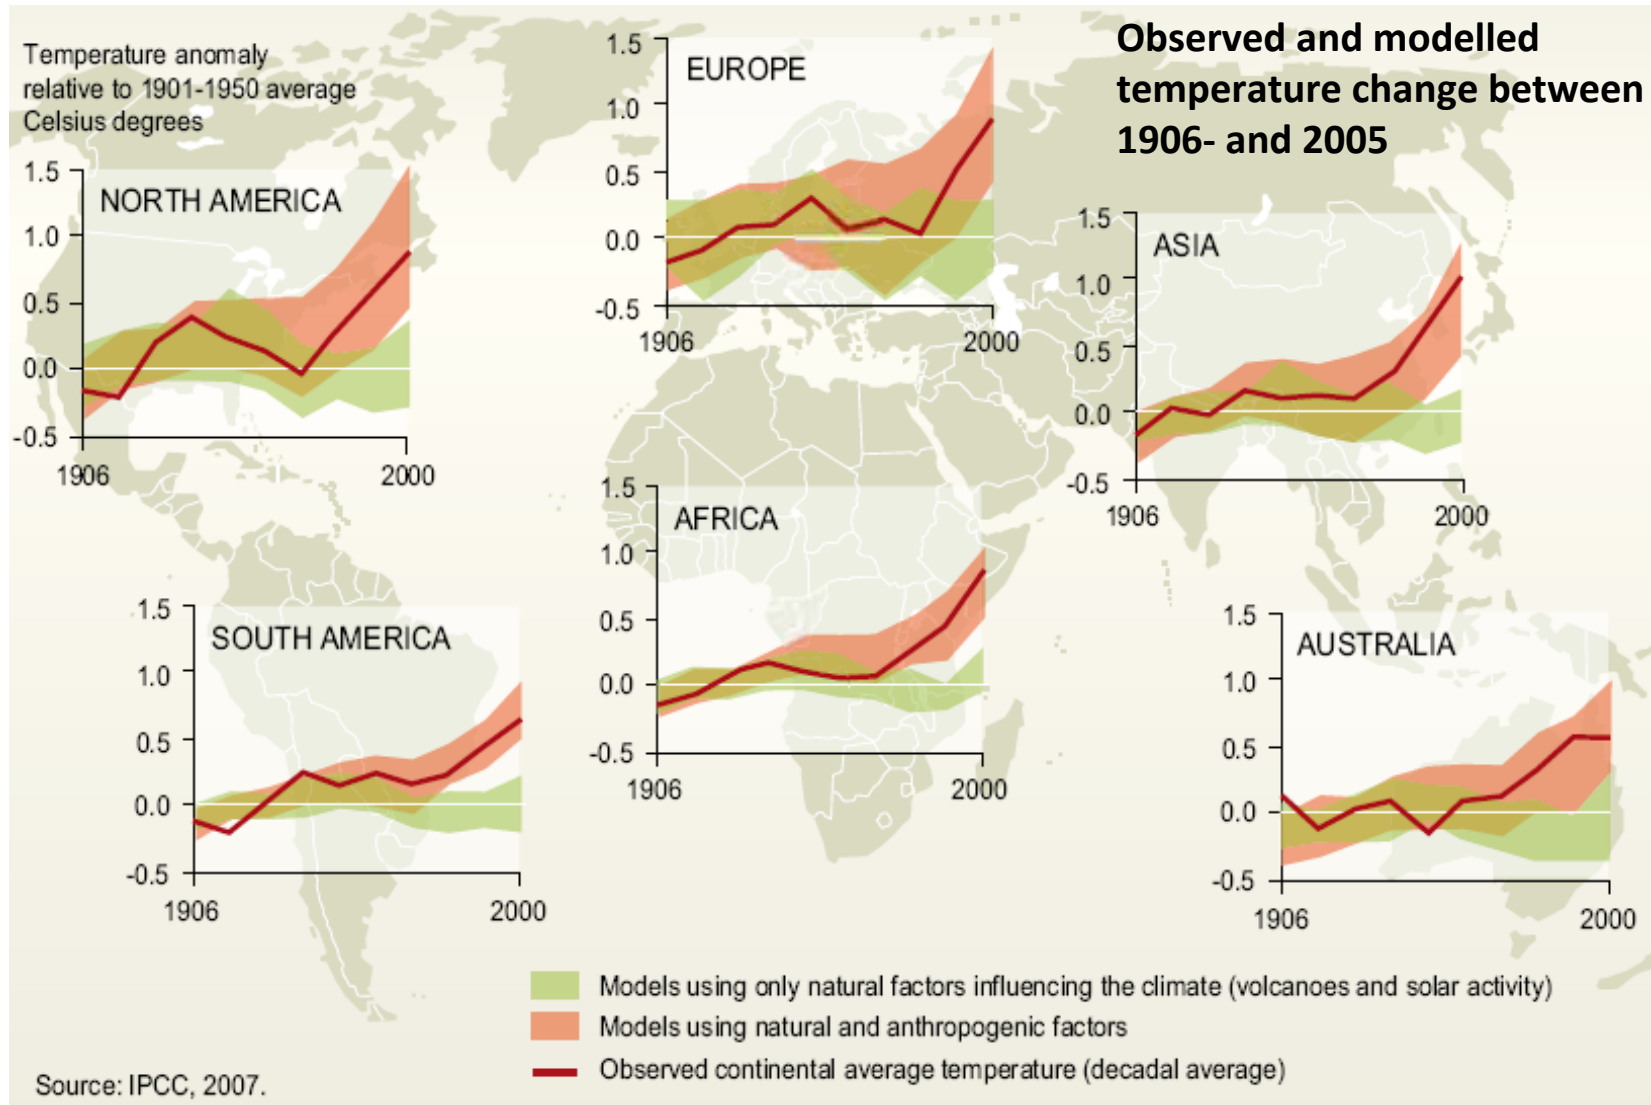 Temperature anomaly
relative to 1901-1950 average
Celsius degrees
Observed and modelled
temperature change between
1906- and 2005
NORTH AMERICA
1.5
1.0
0.5
0.0
-0.5
1906
2000
EUROPE
1.5
1.0
0.5
0.0
-0.5
1906
2000
ASIA
1.5
1.0
0.5
0.0
-0.5
1906
2000
SOUTH AMERICA
1.5
1.0
0.5
0.0
-0.5
1906
2000
AFRICA
1.5
1.0
0.5
0.0
-0.5
1906
2000
AUSTRALIA
1.5
1.0
0.5
0.0
-0.5
1906
2000
Models using only natural factors influencing the climate (volcanoes and solar activity)
Models using natural and anthropogenic factors
Observed continental average temperature (decadal average)
Source: IPCC, 2007.